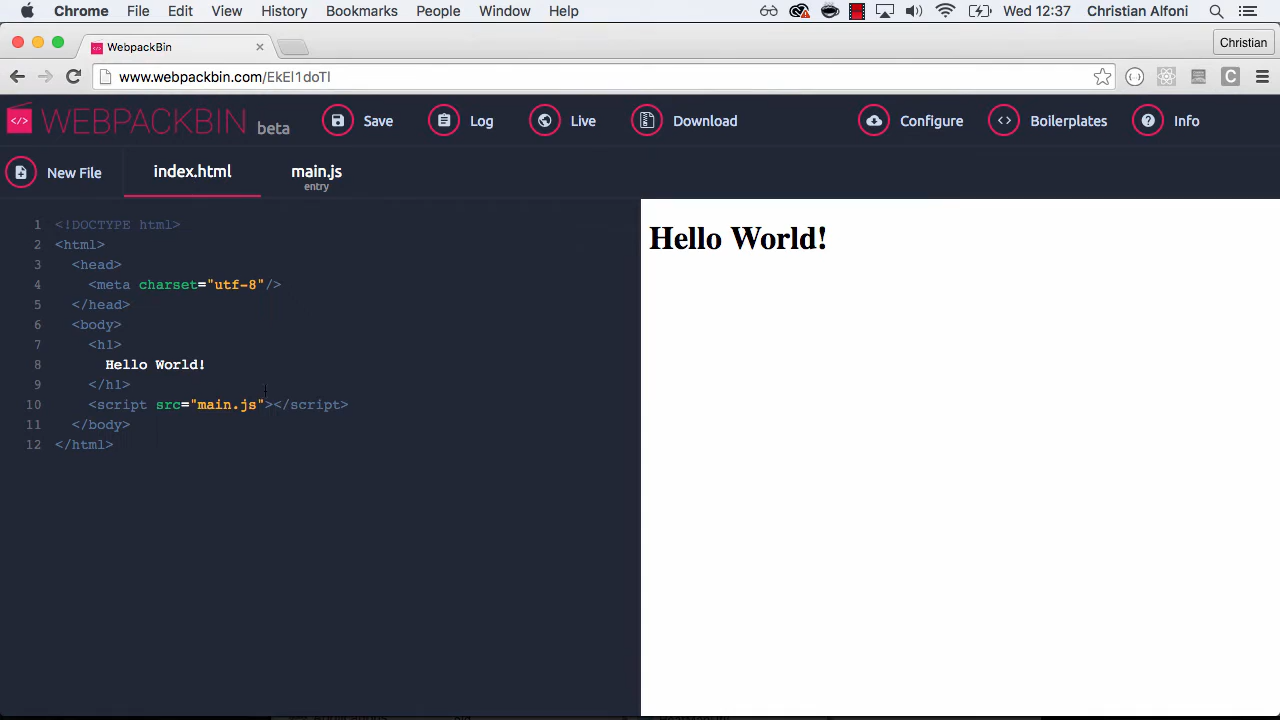 Chrome File Edit View History Bookmarks People Window Help Wed 12:37 Christian Alfoni
WebpackBin Christian
www.webpackbin.com/EkEl1doTl
WEBPACKBIN beta Save Log Live Download Configure Boilerplates Info
New File index.html main.js
entry
1 <!DOCTYPE html>
2 <html>
3 <head>
4 <meta charset="utf-8"/>
5 </head>
6 <body>
7 <h1>
8 Hello World!
9 </h1>
10 <script src="main.js"></script>
11 </body>
12 </html>
Hello World!